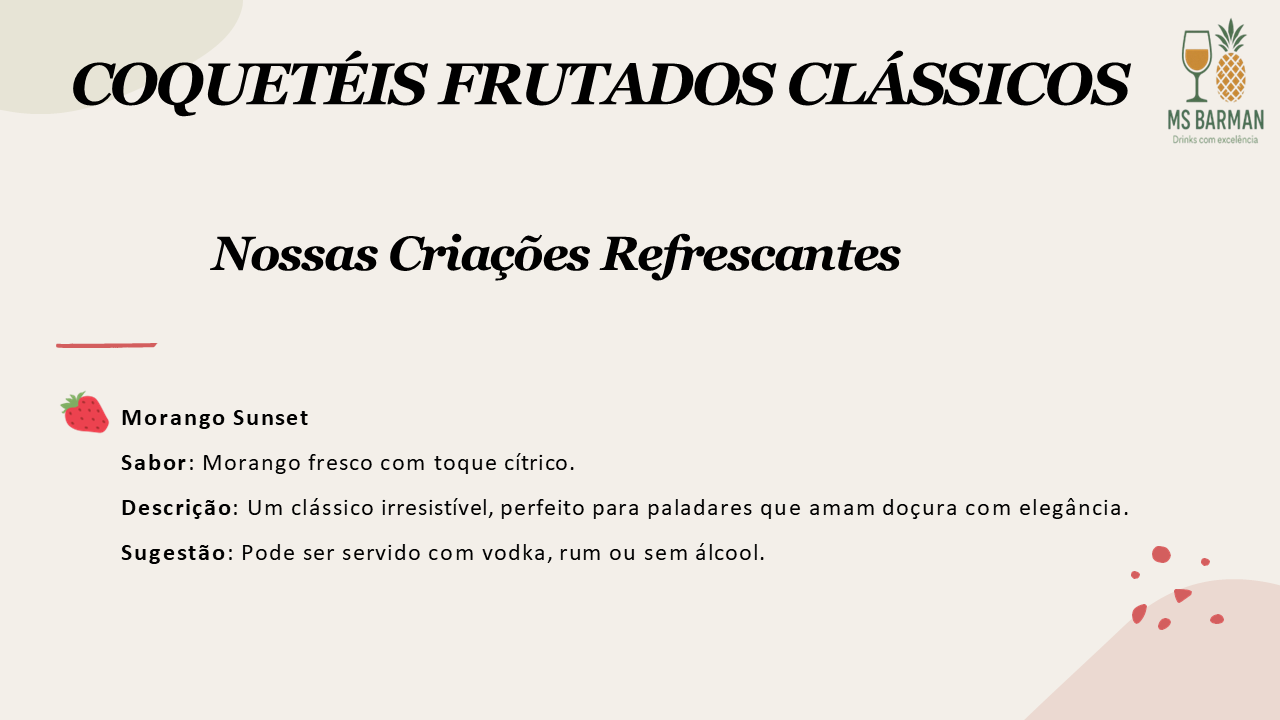 COQUETÉIS FRUTADOS CLÁSSICOS
MS BARMAN
Drinks com excelência
Nossas Criações Refrescantes
Morango Sunset
Sabor: Morango fresco com toque cítrico.
Descrição: Um clássico irresistível, perfeito para paladares que amam doçura com elegância.
Sugestão: Pode ser servido com vodka, rum ou sem álcool.